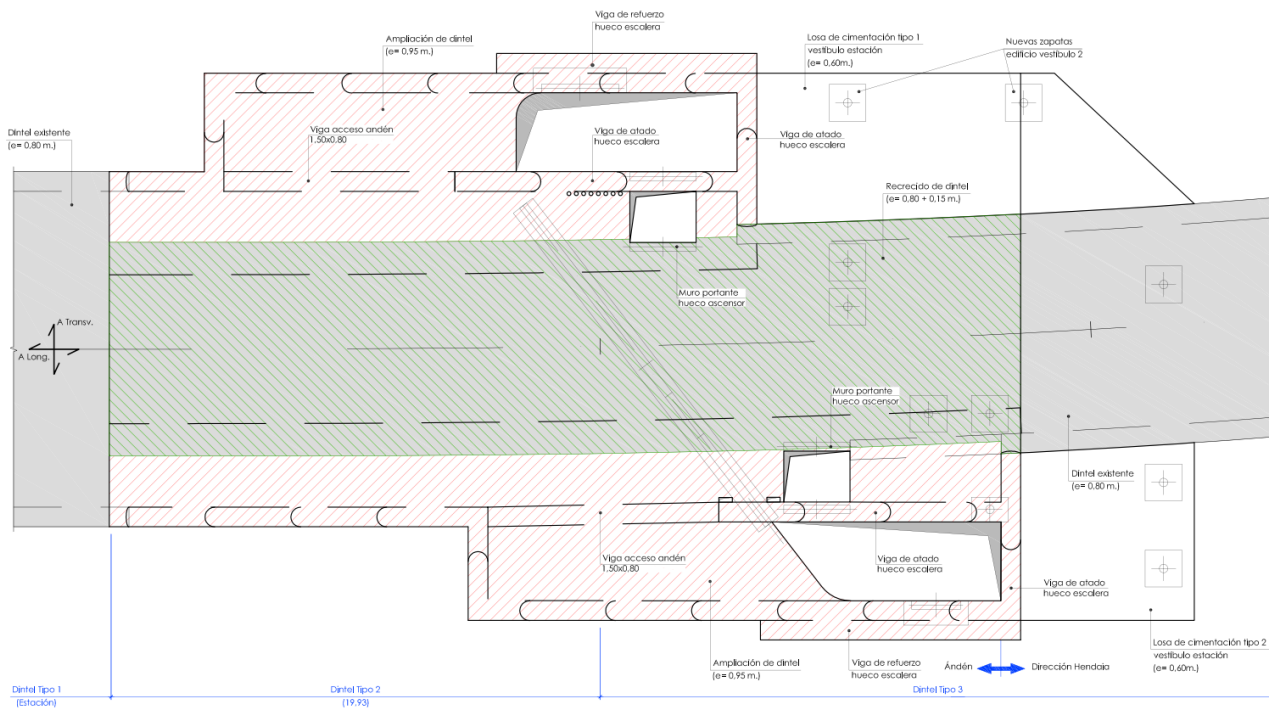 Viga de refuerzo
hueco escalera
Ampliación de dintel
(e= 0,95 m.)
Losa de cimentación tipo 1
vestíbulo estación
(e= 0,60m.)
Nuevas zapatas
edificio vestíbulo 2
Dintel existente
(e= 0,80 m.)
Viga acceso andén
1.50x0.80
Viga de atado
hueco escalera
Viga de atado
hueco escalera
Recrecido de dintel
(e= 0,80 + 0,15 m.)
Muro portante
hueco ascensor
A Transv.
A Long.
Muro portante
hueco ascensor
Dintel existente
(e= 0,80 m.)
Viga acceso andén
1.50x0.80
Viga de atado
hueco escalera
Viga de atado
hueco escalera
Ampliación de dintel
(e= 0,95 m.)
Viga de refuerzo
hueco escalera
Ándén
Dirección Hendaia
Losa de cimentación tipo 2
vestíbulo estación
(e= 0,60m.)
Dintel Tipo 1
(Estación)
Dintel Tipo 2
(19.93)
Dintel Tipo 3